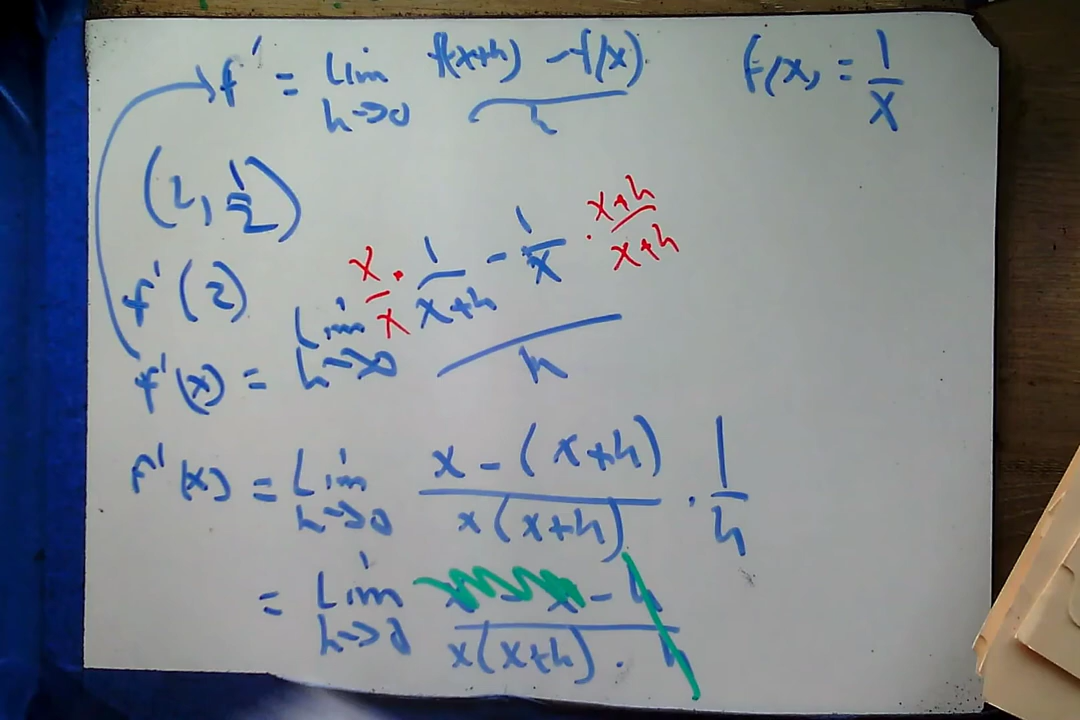 f' = Lim h→0 f(x+h) - f(x) / h    f(x) = 1/x
(2, 1/2)
f'(2)
f'(x) = Lim h→0 x/x · 1/(x+h) - 1/x · (x+h)/(x+h) / h
f'(x) = Lim h→0 x - (x+h) / x(x+h) · 1/h
= Lim h→0 x - x - h / x(x+h) · h